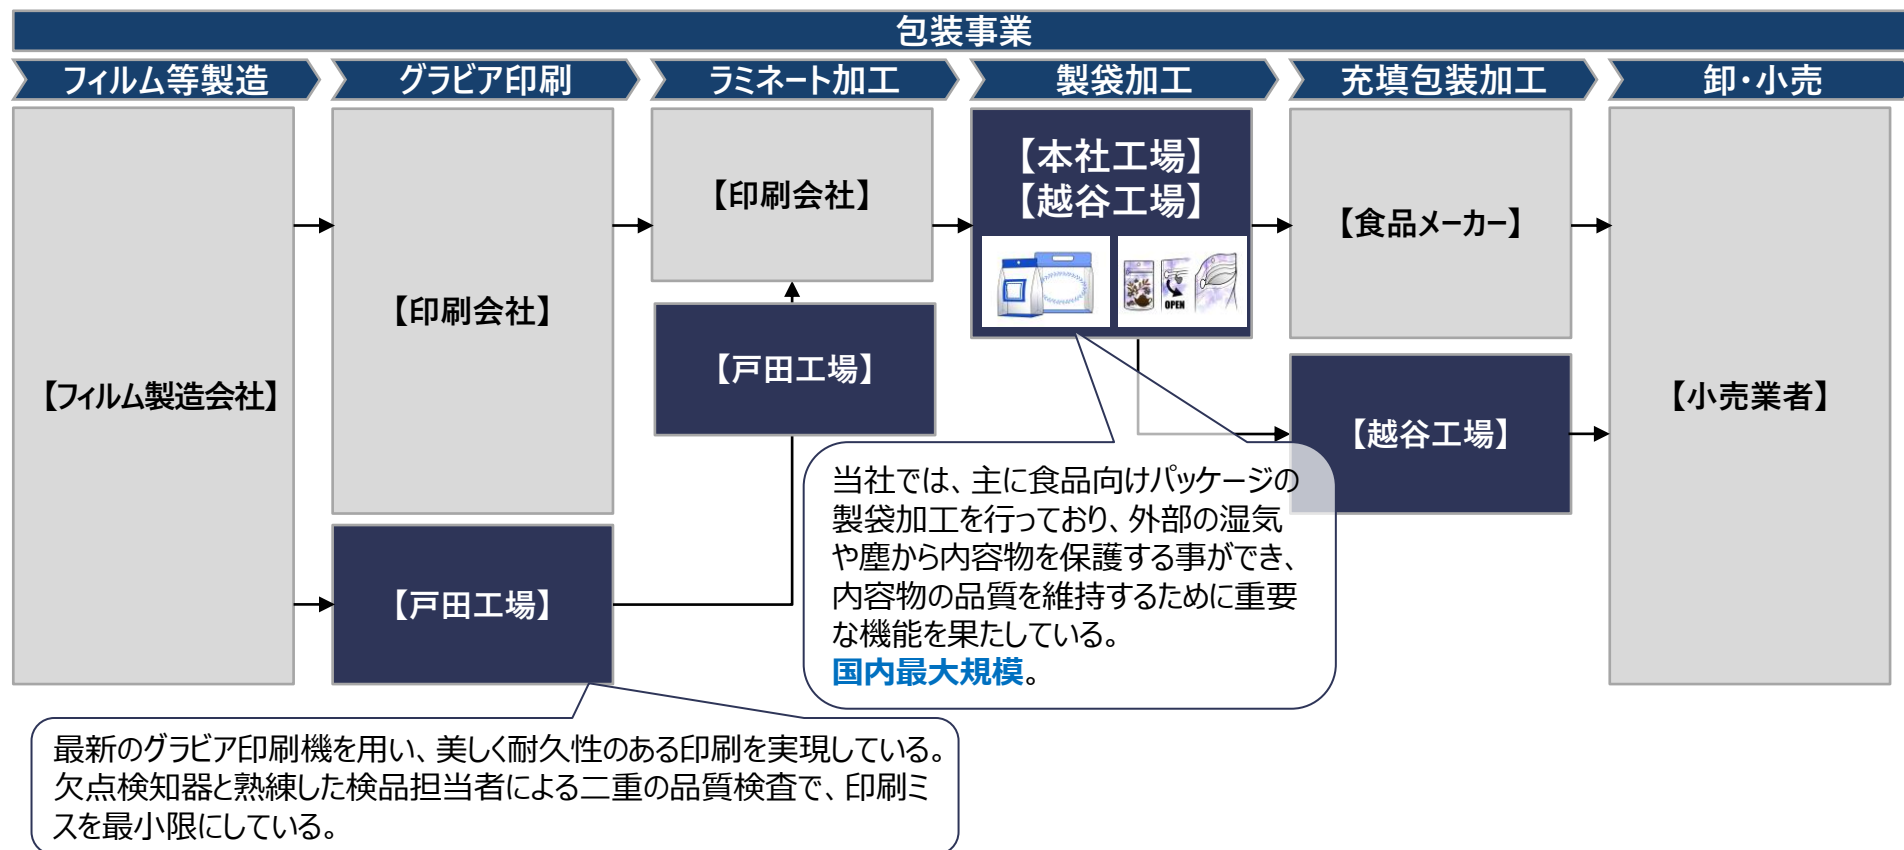 包装事業
フィルム等製造
グラビア印刷
ラミネート加工
製袋加工
充填包装加工
卸・小売
【フィルム製造会社】
【印刷会社】
【戸田工場】
【印刷会社】
【戸田工場】
【本社工場】
【越谷工場】
OPEN
【食品メーカー】
【越谷工場】
【小売業者】
当社では、主に食品向けパッケージの
製袋加工を行っており、外部の湿気
や塵から内容物を保護する事ができ、
内容物の品質を維持するために重要
な機能を果たしている。
国内最大規模。
最新のグラビア印刷機を用い、美しく耐久性のある印刷を実現している。
欠点検知器と熟練した検品担当者による二重の品質検査で、印刷ミ
スを最小限にしている。